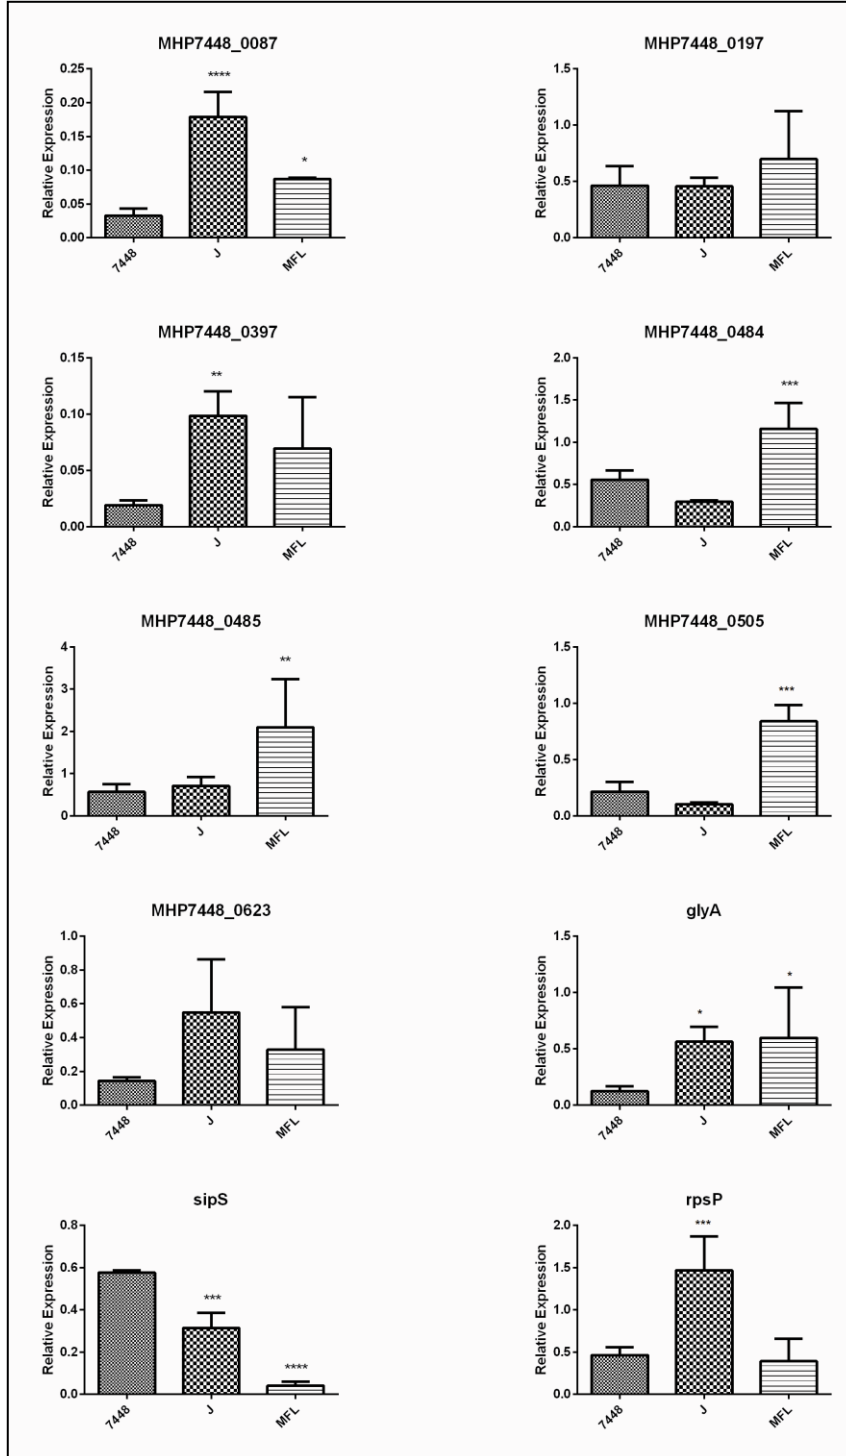 MHP7448_0087
Relative Expression
0.25
0.20
0.15
0.10
0.05
0.00
****
*
7448
J
MFL
MHP7448_0197
Relative Expression
1.5
1.0
0.5
0.0
7448
J
MFL
MHP7448_0397
Relative Expression
0.15
0.10
0.05
0.00
**
7448
J
MFL
MHP7448_0484
Relative Expression
2.0
1.5
1.0
0.5
0.0
***
7448
J
MFL
MHP7448_0485
Relative Expression
4
3
2
1
0
**
7448
J
MFL
MHP7448_0505
Relative Expression
1.5
1.0
0.5
0.0
***
7448
J
MFL
MHP7448_0623
Relative Expression
1.0
0.8
0.6
0.4
0.2
0.0
7448
J
MFL
glyA
Relative Expression
1.5
1.0
0.5
0.0
*
*
7448
J
MFL
sipS
Relative Expression
0.8
0.6
0.4
0.2
0.0
***
****
7448
J
MFL
rpsP
Relative Expression
2.0
1.5
1.0
0.5
0.0
***
7448
J
MFL